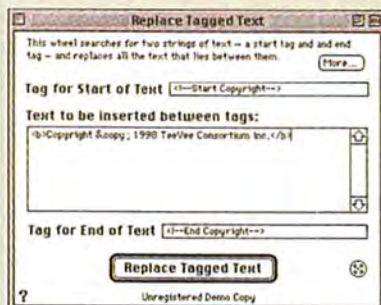 Replace Tagged Text
This wheel searches for two strings of text – a start tag and and end
tag – and replaces all the text that lies between them.
More...
Tag for Start of Text <!--Start Copyright-->
Text to be inserted between tags:
<b>Copyright &copy; 1998 TeeVee Consortium Inc.</b>
Tag for End of Text <!--End Copyright-->
Replace Tagged Text
? Unregistered Demo Copy